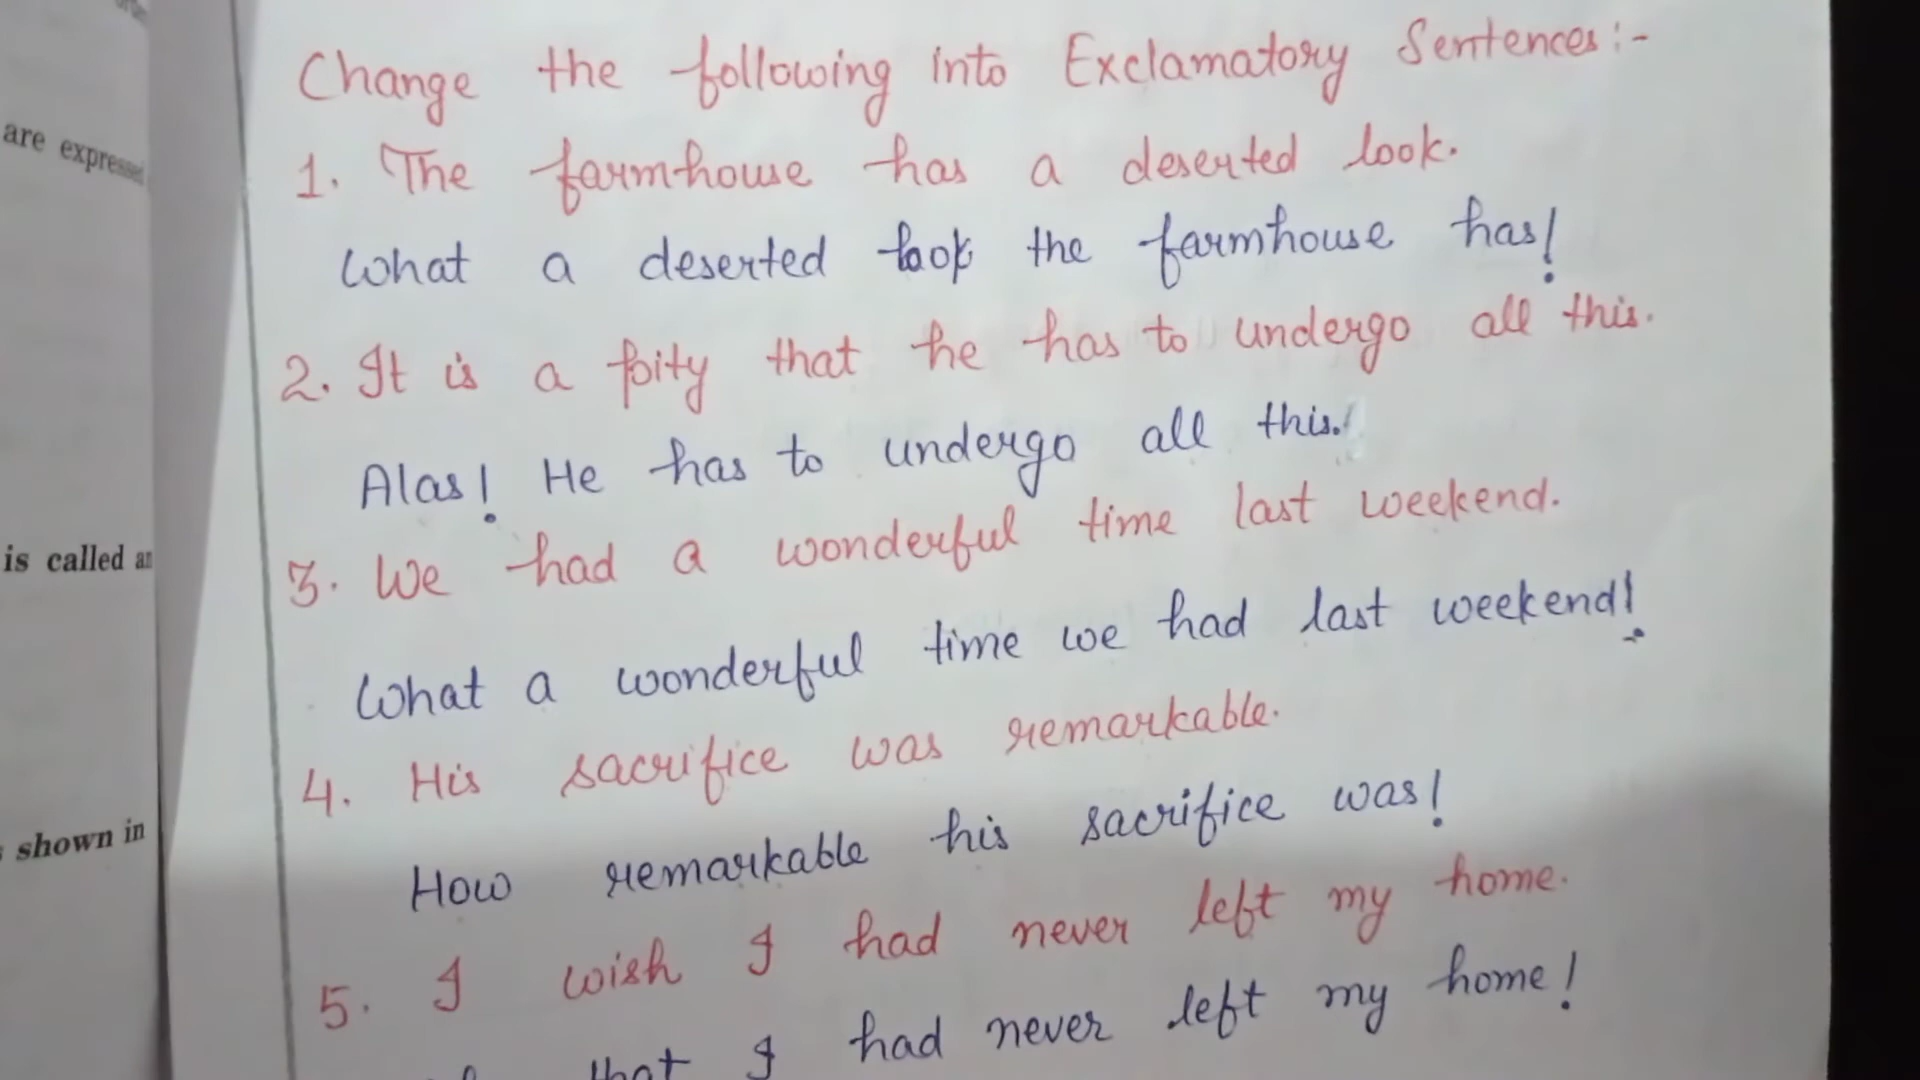 are expressed
is called an
shown in
Change the following into Exclamatory Sentences:-
1. The farmhouse has a deserted look.
What a deserted look the farmhouse has!
2. It is a pity that he has to undergo all this.
Alas! He has to undergo all this.
3. We had a wonderful time last weekend.
What a wonderful time we had last weekend!
4. His sacrifice was remarkable.
How remarkable his sacrifice was!
5. I wish I had never left my home.
that I had never left my home!